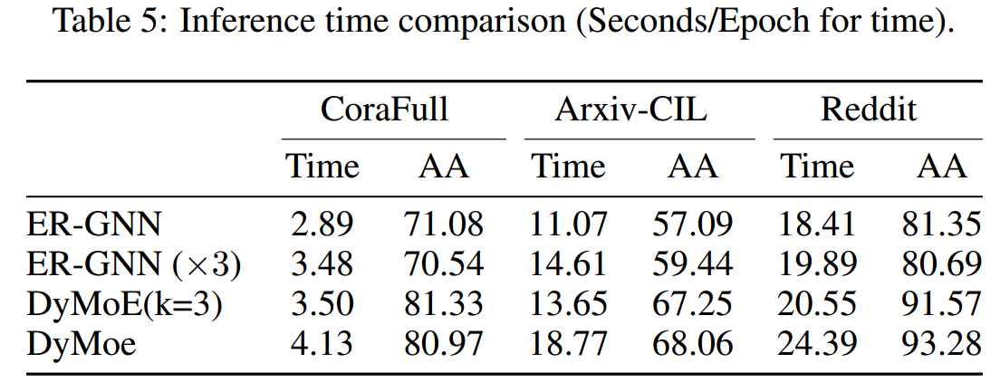 Table 5: Inference time comparison (Seconds/Epoch for time).
CoraFull Arxiv-CIL Reddit
Time AA Time AA Time AA
ER-GNN 2.89 71.08 11.07 57.09 18.41 81.35
ER-GNN (×3) 3.48 70.54 14.61 59.44 19.89 80.69
DyMoE(k=3) 3.50 81.33 13.65 67.25 20.55 91.57
DyMoe 4.13 80.97 18.77 68.06 24.39 93.28